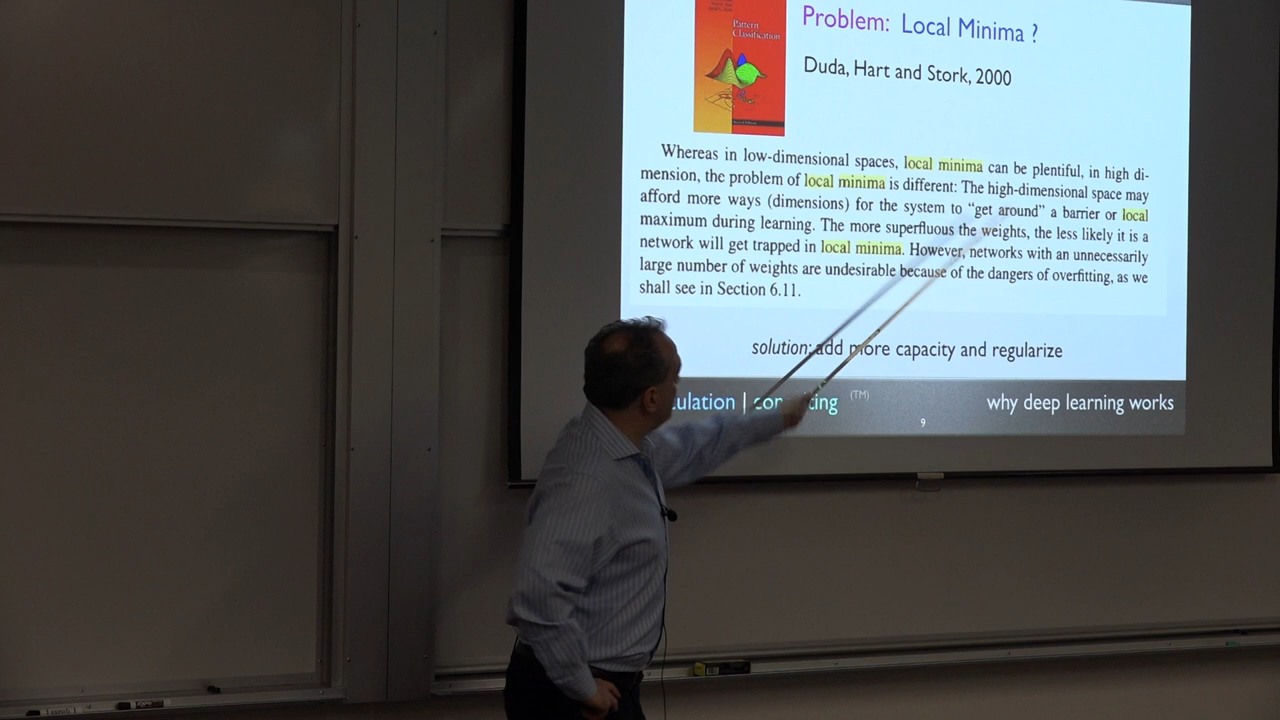 Pattern
Classification
Problem: Local Minima ?
Duda, Hart and Stork, 2000
Whereas in low-dimensional spaces, local minima can be plentiful, in high di-
mension, the problem of local minima is different: The high-dimensional space may
afford more ways (dimensions) for the system to “get around” a barrier or local
maximum during learning. The more superfluous the weights, the less likely it is a
network will get trapped in local minima. However, networks with an unnecessarily
large number of weights are undesirable because of the dangers of overfitting, as we
shall see in Section 6.11.
solution: add more capacity and regularize
culation | computing (TM)
why deep learning works
9